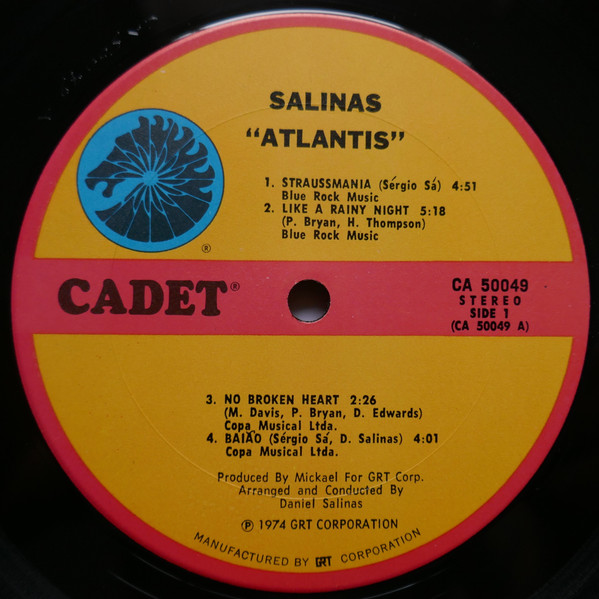 SALINAS
"ATLANTIS"
1. STRAUSSMANIA (Sérgio Sá) 4:51
Blue Rock Music
2. LIKE A RAINY NIGHT 5:18
(P. Bryan, H. Thompson)
Blue Rock Music
®
CADET®
CA 50049
STEREO
SIDE 1
(CA 50049 A)
3. NO BROKEN HEART 2:26
(M. Davis, P. Bryan, D. Edwards)
Copa Musical Ltda.
4. BAIÃO (Sérgio Sá, D. Salinas) 4:01
Copa Musical Ltda.
Produced By Mickael For GRT Corp.
Arranged and Conducted By
Daniel Salinas
℗ 1974 GRT CORPORATION
MANUFACTURED BY GRT CORPORATION